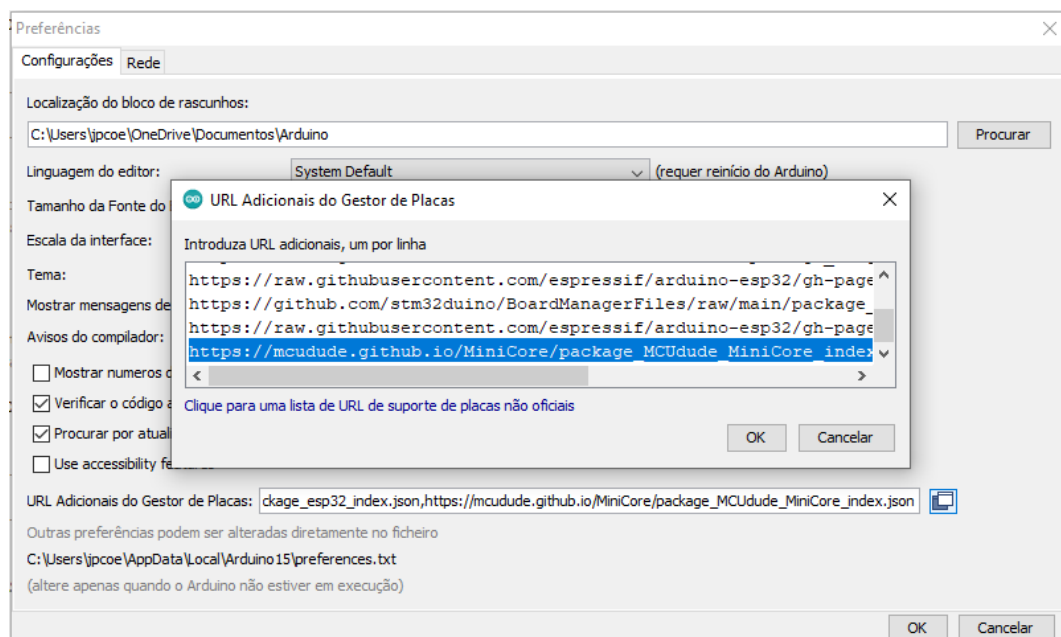 Preferências
Configurações Rede
Localização do bloco de rascunhos:
C:\Users\jpcoe\OneDrive\Documentos\Arduino Procurar
Linguagem do editor: System Default (requer reinício do Arduino)
Tamanho da Fonte do
Escala da interface:
Tema:
Mostrar mensagens de
Avisos do compilador:
Mostrar numeros
Verificar o código
Procurar por
Use accessibility
URL Adicionais do Gestor de Placas
Introduza URL adicionais, um por linha
https://raw.githubusercontent.com/espressif/arduino-esp32/gh-page
https://github.com/stm32duino/BoardManagerFiles/raw/main/package_
https://raw.githubusercontent.com/espressif/arduino-esp32/gh-page
https://mcudude.github.io/MiniCore/package_MCUdude_MiniCore_index
Clique para uma lista de URL de suporte de placas não oficiais
OK Cancelar
URL Adicionais do Gestor de Placas: ckage_esp32_index.json,https://mcudude.github.io/MiniCore/package_MCUdude_MiniCore_index.json
Outras preferências podem ser alteradas diretamente no ficheiro
C:\Users\jpcoe\AppData\Local\Arduino15\preferences.txt
(altere apenas quando o Arduino não estiver em execução)
OK Cancelar